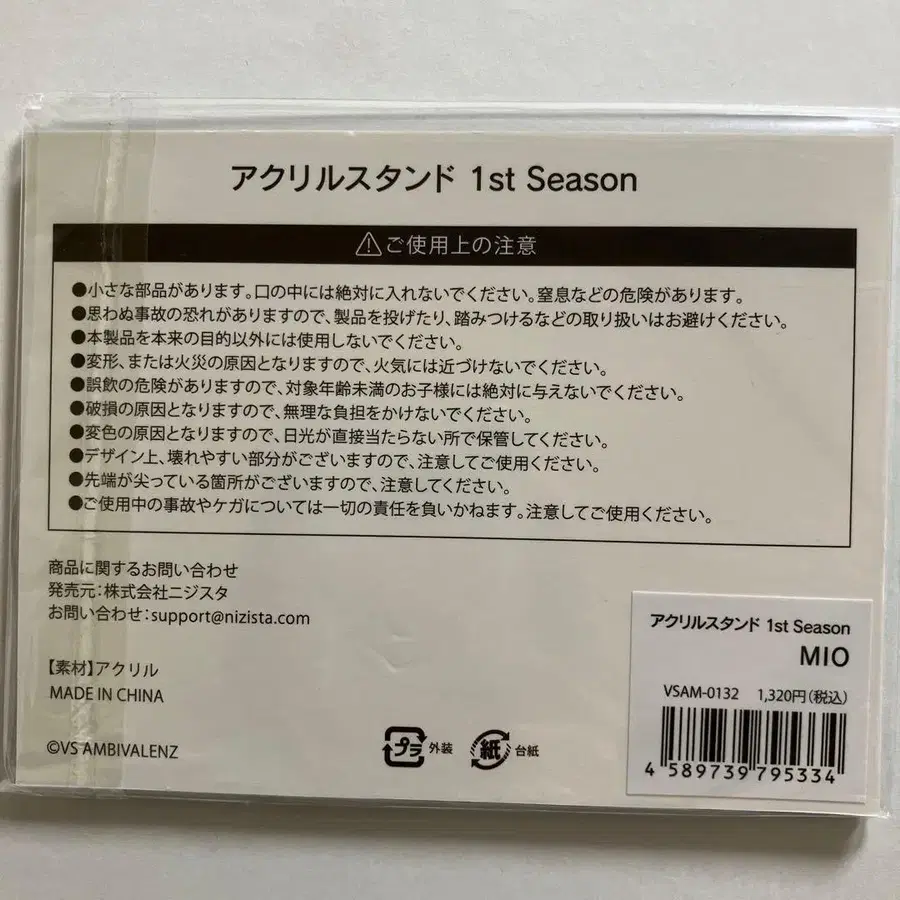 アクリルスタンド 1st Season
⚠ご使用上の注意
●小さな部品があります。口の中には絶対に入れないでください。窒息などの危険があります。
●思わぬ事故の恐れがありますので、製品を投げたり、踏みつけるなどの取り扱いはお避けください。
●本製品を本来の目的以外には使用しないでください。
●変形、または火災の原因となりますので、火気には近づけないでください。
●誤飲の危険がありますので、対象年齢未満のお子様には絶対に与えないでください。
●破損の原因となりますので、無理な負担をかけないでください。
●変色の原因となりますので、日光が直接当たらない所で保管してください。
●デザイン上、壊れやすい部分がございますので、注意してご使用ください。
●先端が尖っている箇所がございますので、注意してください。
●ご使用中の事故やケガについては一切の責任を負いかねます。注意してご使用ください。
商品に関するお問い合わせ
発売元:株式会社ニジスタ
お問い合わせ:support@nizista.com
【素材】アクリル
MADE IN CHINA
©VS AMBIVALENZ
プラ 外装 紙 台紙
アクリルスタンド 1st Season
MIO
VSAM-0132 1,320円(税込)
4 589739 795334